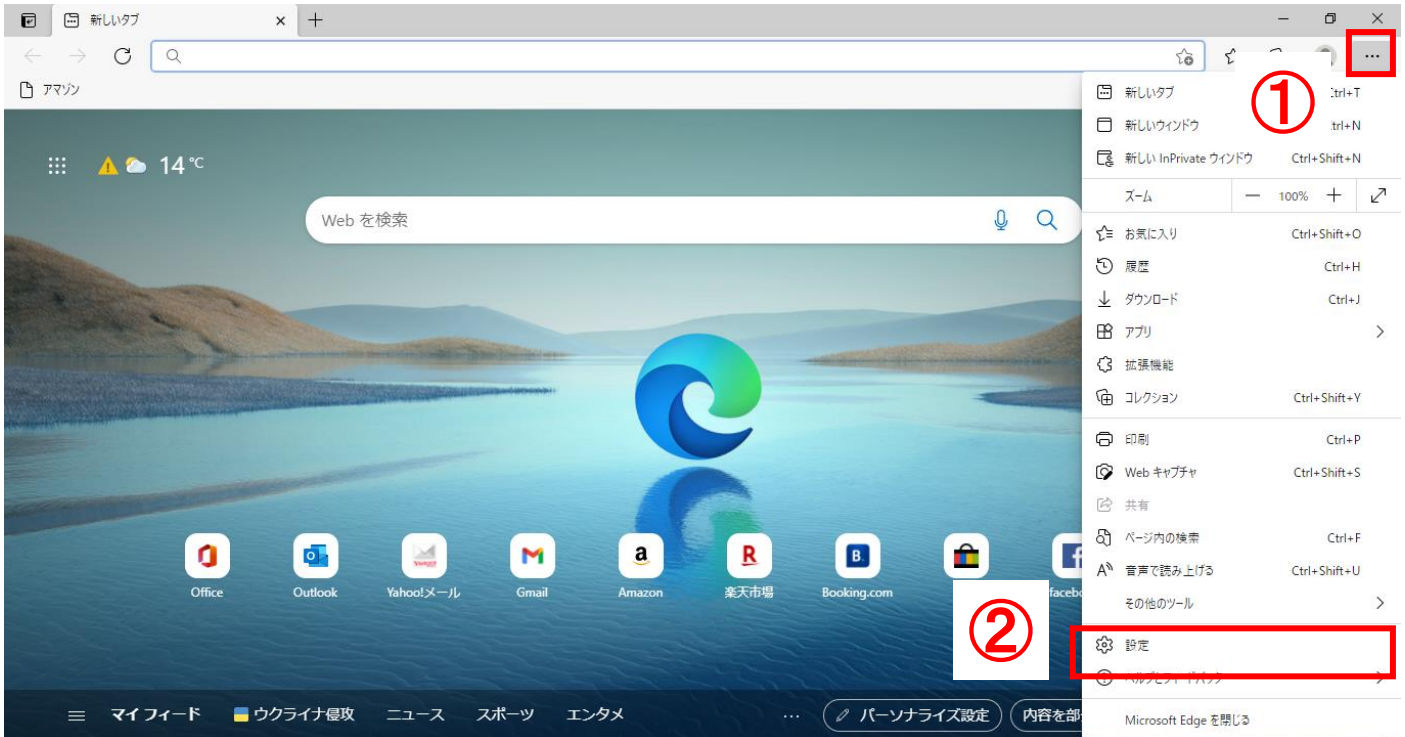 新しいタブ
アマゾン
14 ℃
Web を検索
Office
Outlook
Yahoo!メール
Gmail
Amazon
楽天市場
Booking.com
マイ フィード
ウクライナ侵攻
ニュース
スポーツ
エンタメ
パーソナライズ設定
内容を部
①
新しいタブ
新しいウィンドウ
新しい InPrivate ウィンドウ Ctrl+Shift+N
ズーム 100%
お気に入り Ctrl+Shift+O
履歴 Ctrl+H
ダウンロード Ctrl+J
アプリ
拡張機能
コレクション Ctrl+Shift+Y
印刷 Ctrl+P
Web キャプチャ Ctrl+Shift+S
共有
ページ内の検索 Ctrl+F
音声で読み上げる Ctrl+Shift+U
その他のツール
②
設定
Microsoft Edge を閉じる